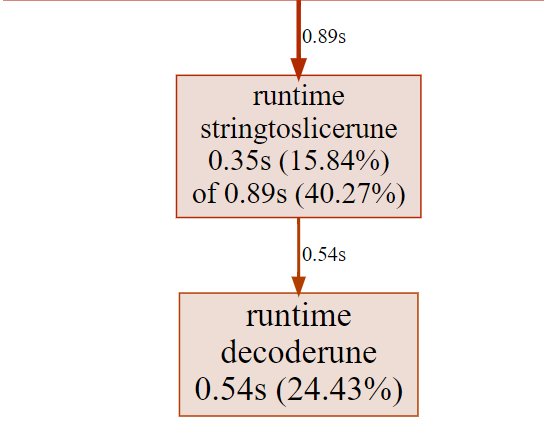 0.89s
runtime
stringtoslicerune
0.35s (15.84%)
of 0.89s (40.27%)
0.54s
runtime
decoderune
0.54s (24.43%)